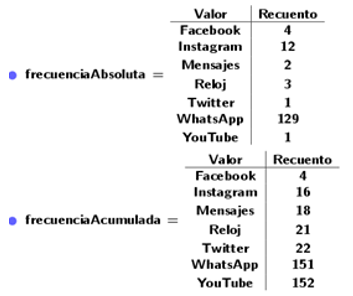 Valor Recuento
Facebook 4
Instagram 12
Mensajes 2
frecuenciaAbsoluta =
Reloj 3
Twitter 1
WhatsApp 129
YouTube 1
Valor Recuento
Facebook 4
Instagram 16
Mensajes 18
frecuenciaAcumulada =
Reloj 21
Twitter 22
WhatsApp 151
YouTube 152